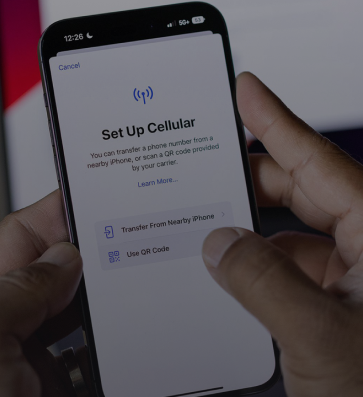 12:26
5G+
Cancel
Set Up Cellular
You can transfer a phone number from a
nearby iPhone, or scan a QR code provided
by your carrier.
Learn More...
Transfer From Nearby iPhone
Use QR Code